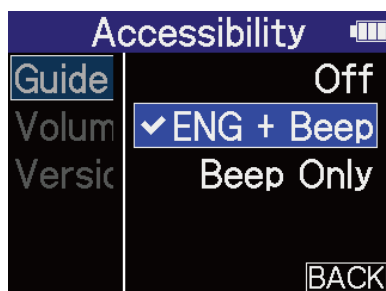 Accessibility
Guide
Off
Volum
✔ENG + Beep
Versic
Beep Only
BACK